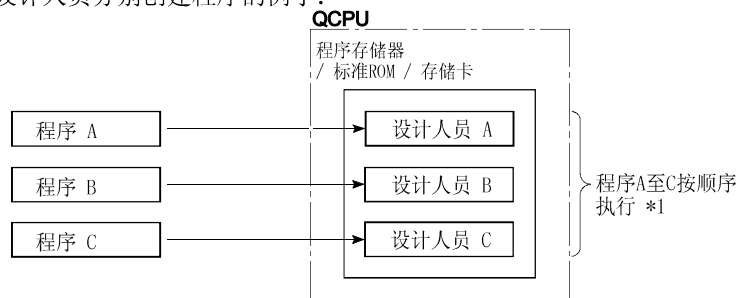 设计人员分别创建程序的例子:
QCPU
程序存储器
/ 标准ROM / 存储卡
程序 A
设计人员 A
程序 B
设计人员 B
程序A至C按顺序
执行 *1
程序 C
设计人员 C